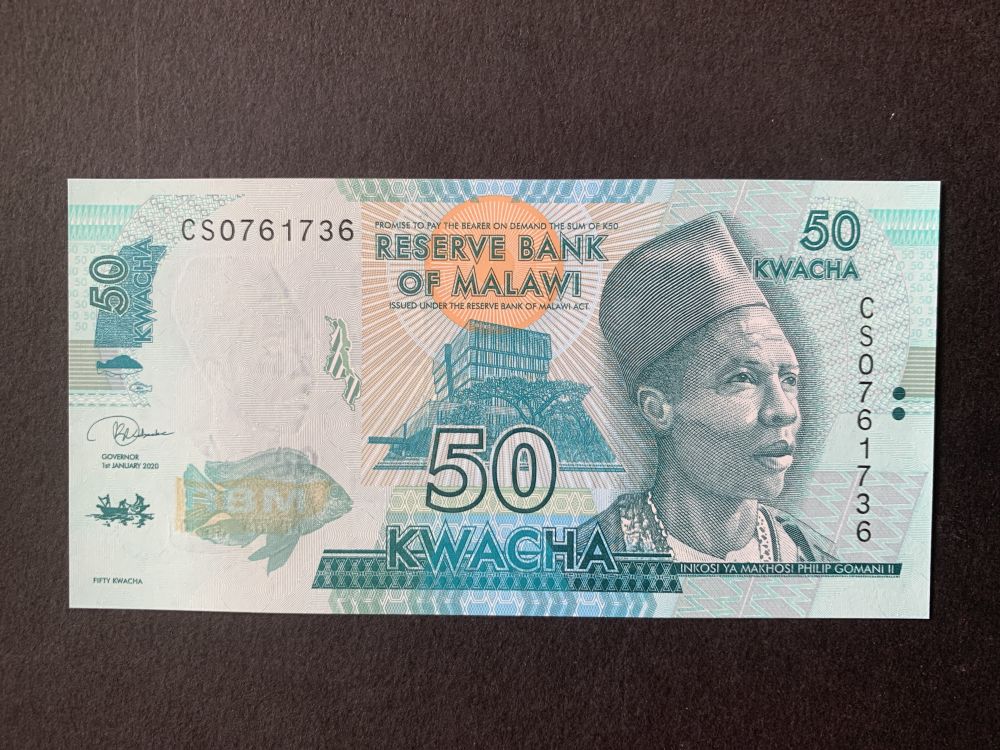 CS0761736
PROMISE TO PAY THE BEARER ON DEMAND THE SUM OF K50
RESERVE BANK
OF MALAWI
ISSUED UNDER THE RESERVE BANK OF MALAWI ACT
50
KWACHA
50
KWACHA
CS0761736
GOVERNOR
1st JANUARY 2020
RBM
50
KWACHA
FIFTY KWACHA
INKOSI YA MAKHOSI PHILIP GOMANI II